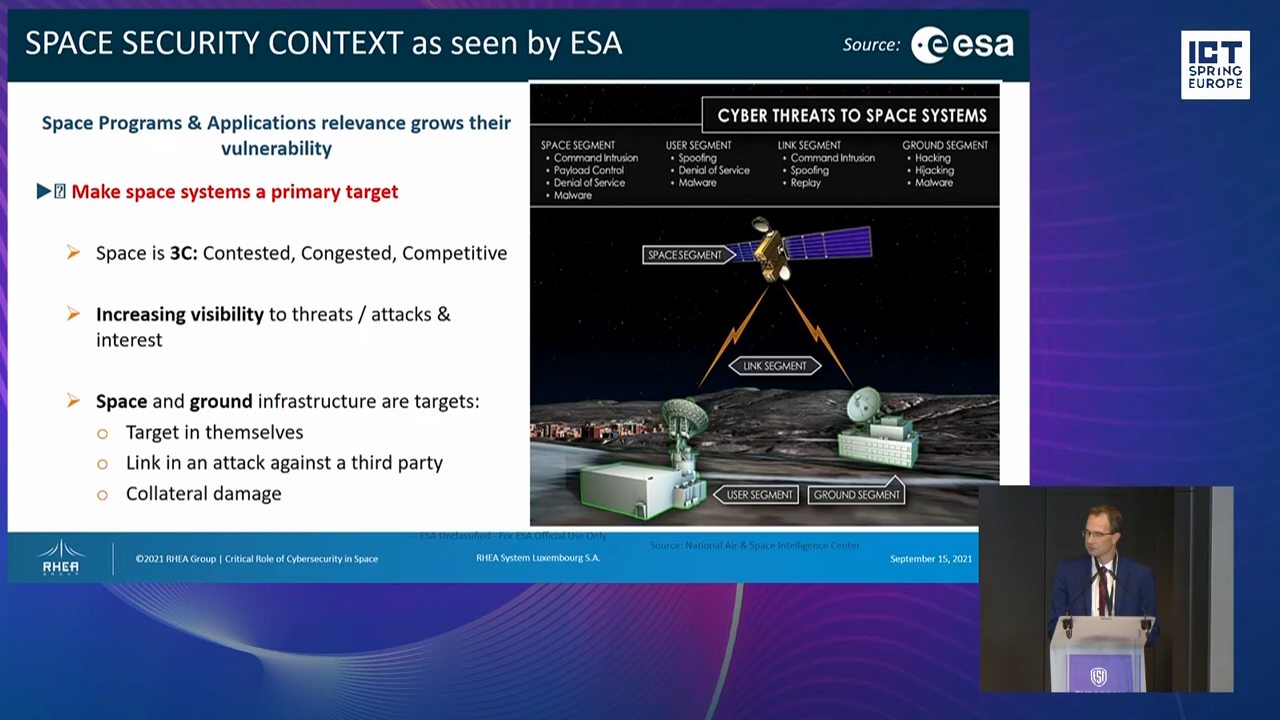 SPACE SECURITY CONTEXT as seen by ESA
Source: esa
ICT
SPRING
EUROPE
Space Programs & Applications relevance grows their
vulnerability
Make space systems a primary target
Space is 3C: Contested, Congested, Competitive
Increasing visibility to threats / attacks &
interest
Space and ground infrastructure are targets:
Target in themselves
Link in an attack against a third party
Collateral damage
CYBER THREATS TO SPACE SYSTEMS
SPACE SEGMENT
• Command Intrusion
• Payload Control
• Denial of Service
• Malware
USER SEGMENT
• Spoofing
• Denial of Service
• Malware
LINK SEGMENT
• Command Intrusion
• Spoofing
• Replay
GROUND SEGMENT
• Hacking
• Hijacking
• Malware
SPACE SEGMENT
LINK SEGMENT
USER SEGMENT
GROUND SEGMENT
ESA Unclassified - For ESA Official Use Only
Source: National Air & Space Intelligence Center
RHEA
GROUP
©2021 RHEA Group | Critical Role of Cybersecurity in Space
RHEA System Luxembourg S.A.
September 15, 2021